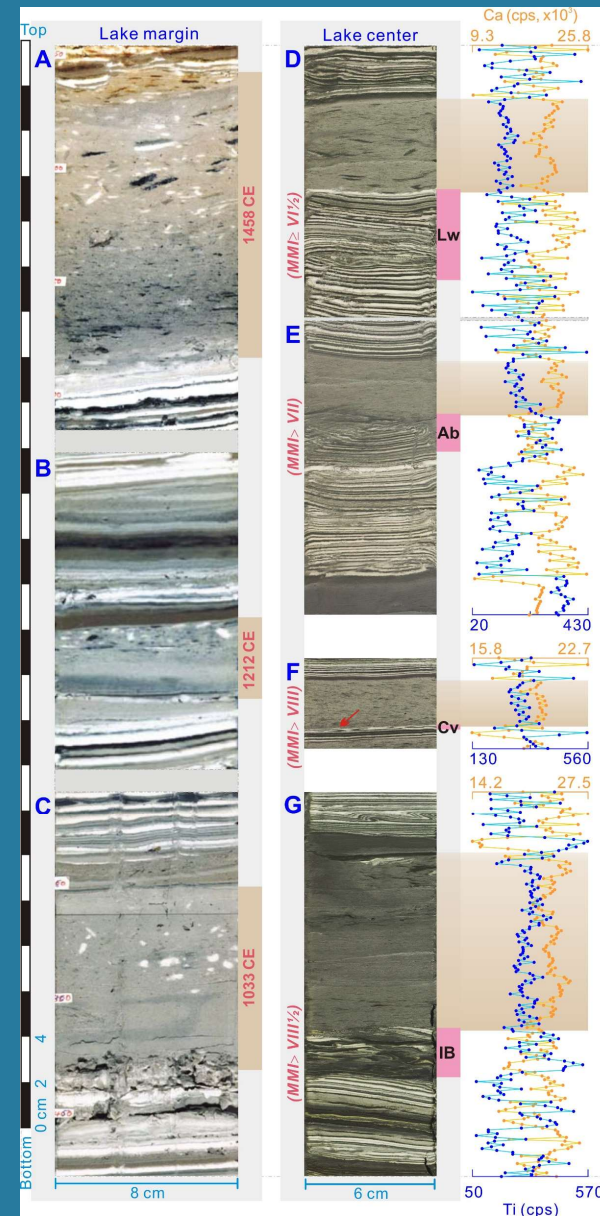 Top
Lake margin
Lake center
Ca (cps, x10³)
9.3 25.8
A
1458 CE
D
(MMI≥ VI½)
Lw
E
(MMI> VII)
Ab
20 430
B
1212 CE
F
(MMI> VIII)
Cv
15.8 22.7
130 560
C
1033 CE
G
(MMI> VIII½)
IB
14.2 27.5
50 570
Ti (cps)
4
2
0 cm
Bottom
8 cm
6 cm